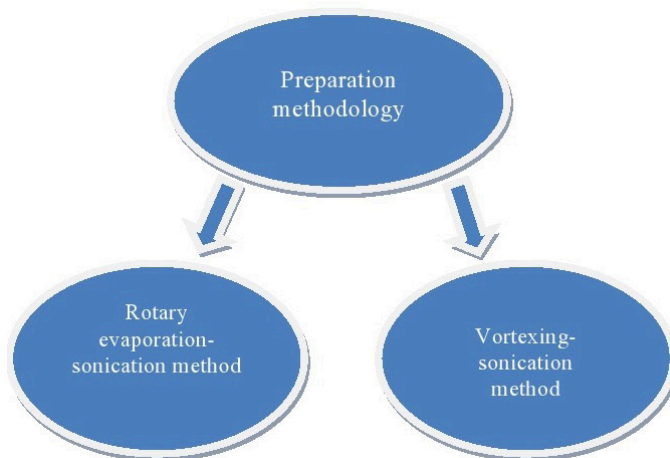 Preparation
methodology
Rotary
evaporation-
sonication method
Vortexing-
sonication
method